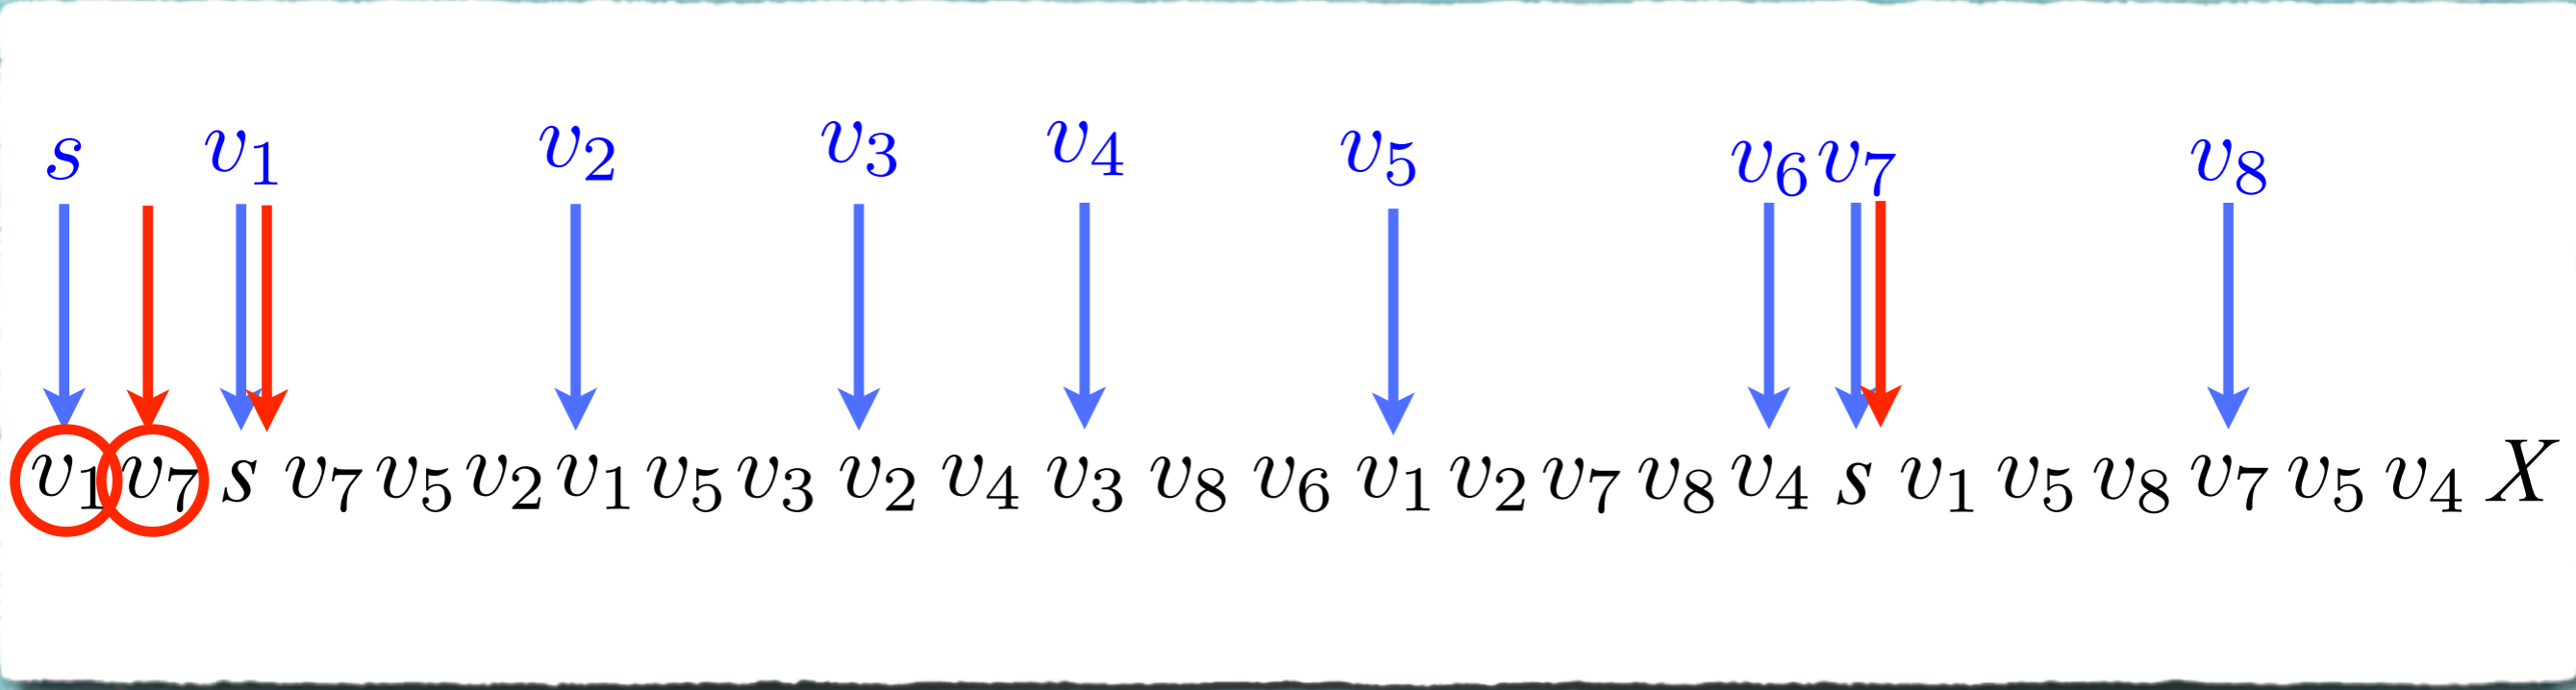 s v₁ v₂ v₃ v₄ v₅ v₆ v₇ v₈
v₁ v₇ s v₇ v₅ v₂ v₁ v₅ v₃ v₂ v₄ v₃ v₈ v₆ v₁ v₂ v₇ v₈ v₄ s v₁ v₅ v₈ v₇ v₅ v₄ X